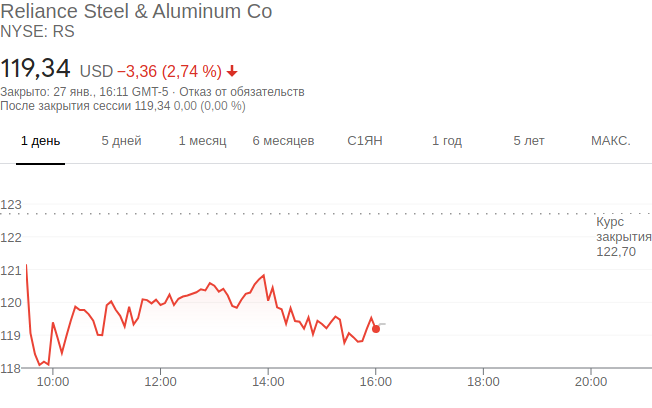 Reliance Steel & Aluminum Co
NYSE: RS
119,34 USD −3,36 (2,74 %)
Закрыто: 27 янв., 16:11 GMT-5 · Отказ от обязательств
После закрытия сессии 119,34 0,00 (0,00 %)
1 день 5 дней 1 месяц 6 месяцев С1ЯН 1 год 5 лет МАКС.
123
Курс
закрытия
122,70
122
121
120
119
118
10:00 12:00 14:00 16:00 18:00 20:00